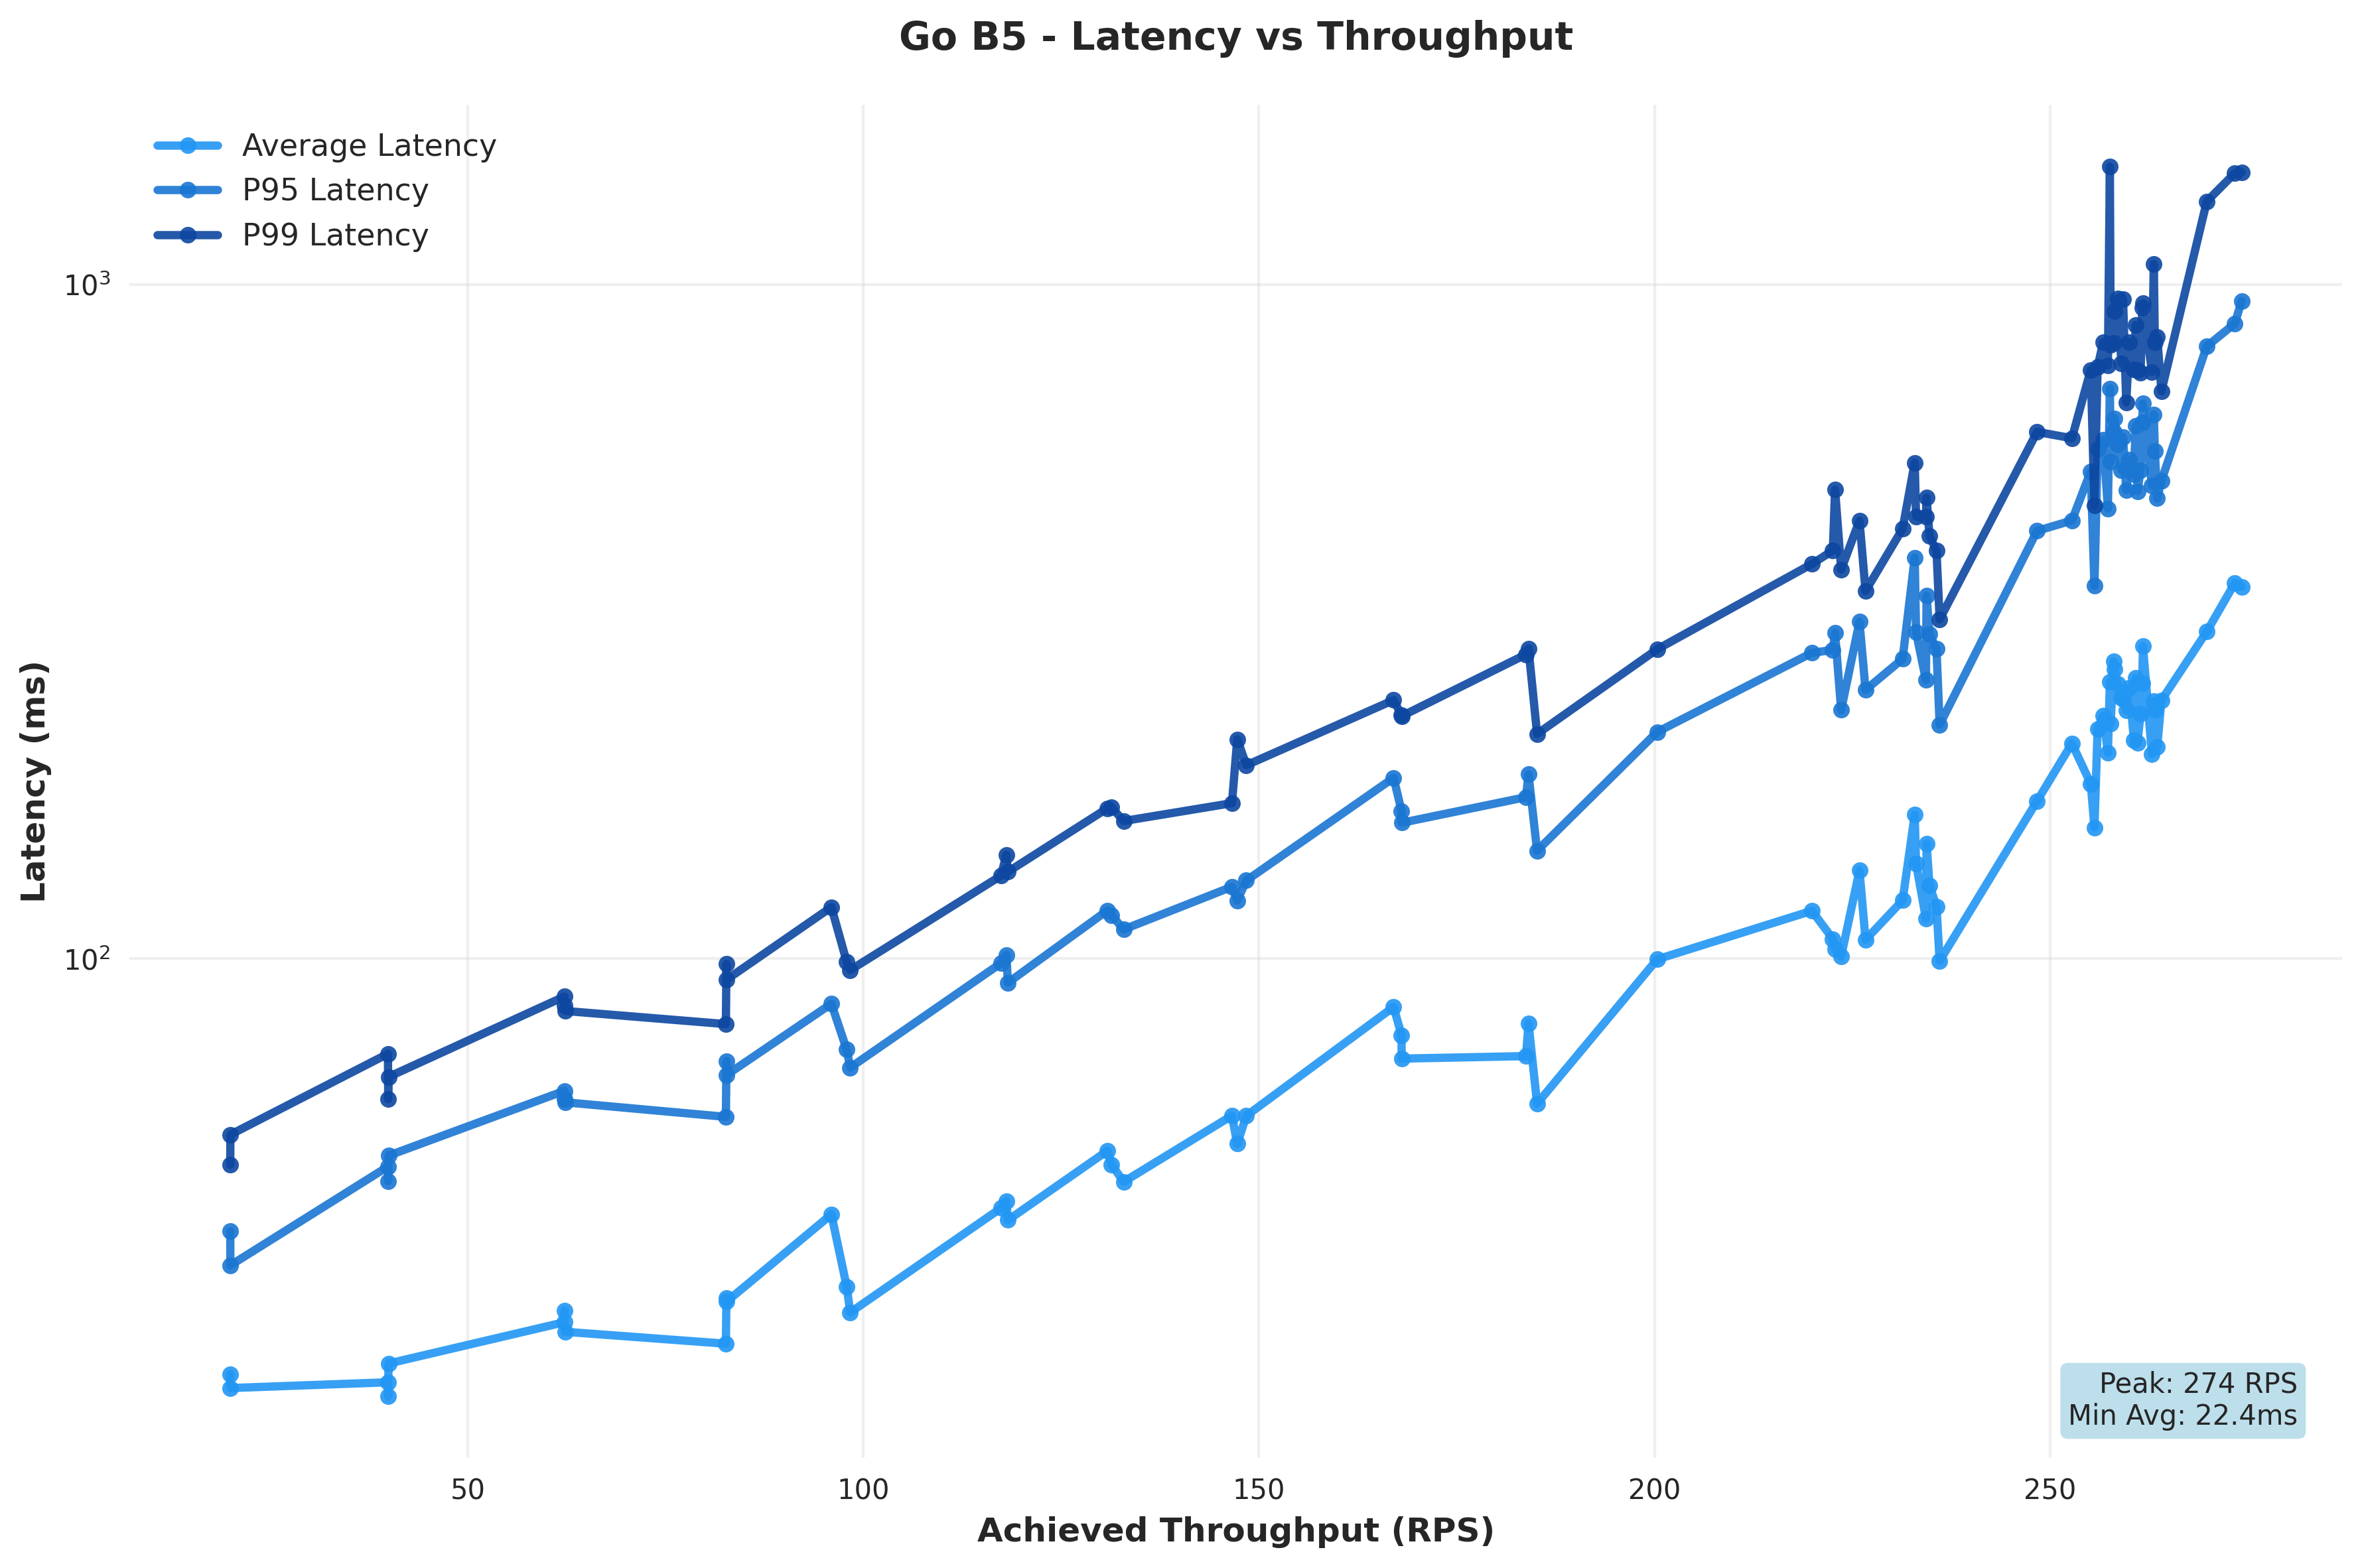 Go B5 - Latency vs Throughput
Average Latency
P95 Latency
P99 Latency
10³
10²
Latency (ms)
Peak: 274 RPS
Min Avg: 22.4ms
50 100 150 200 250
Achieved Throughput (RPS)